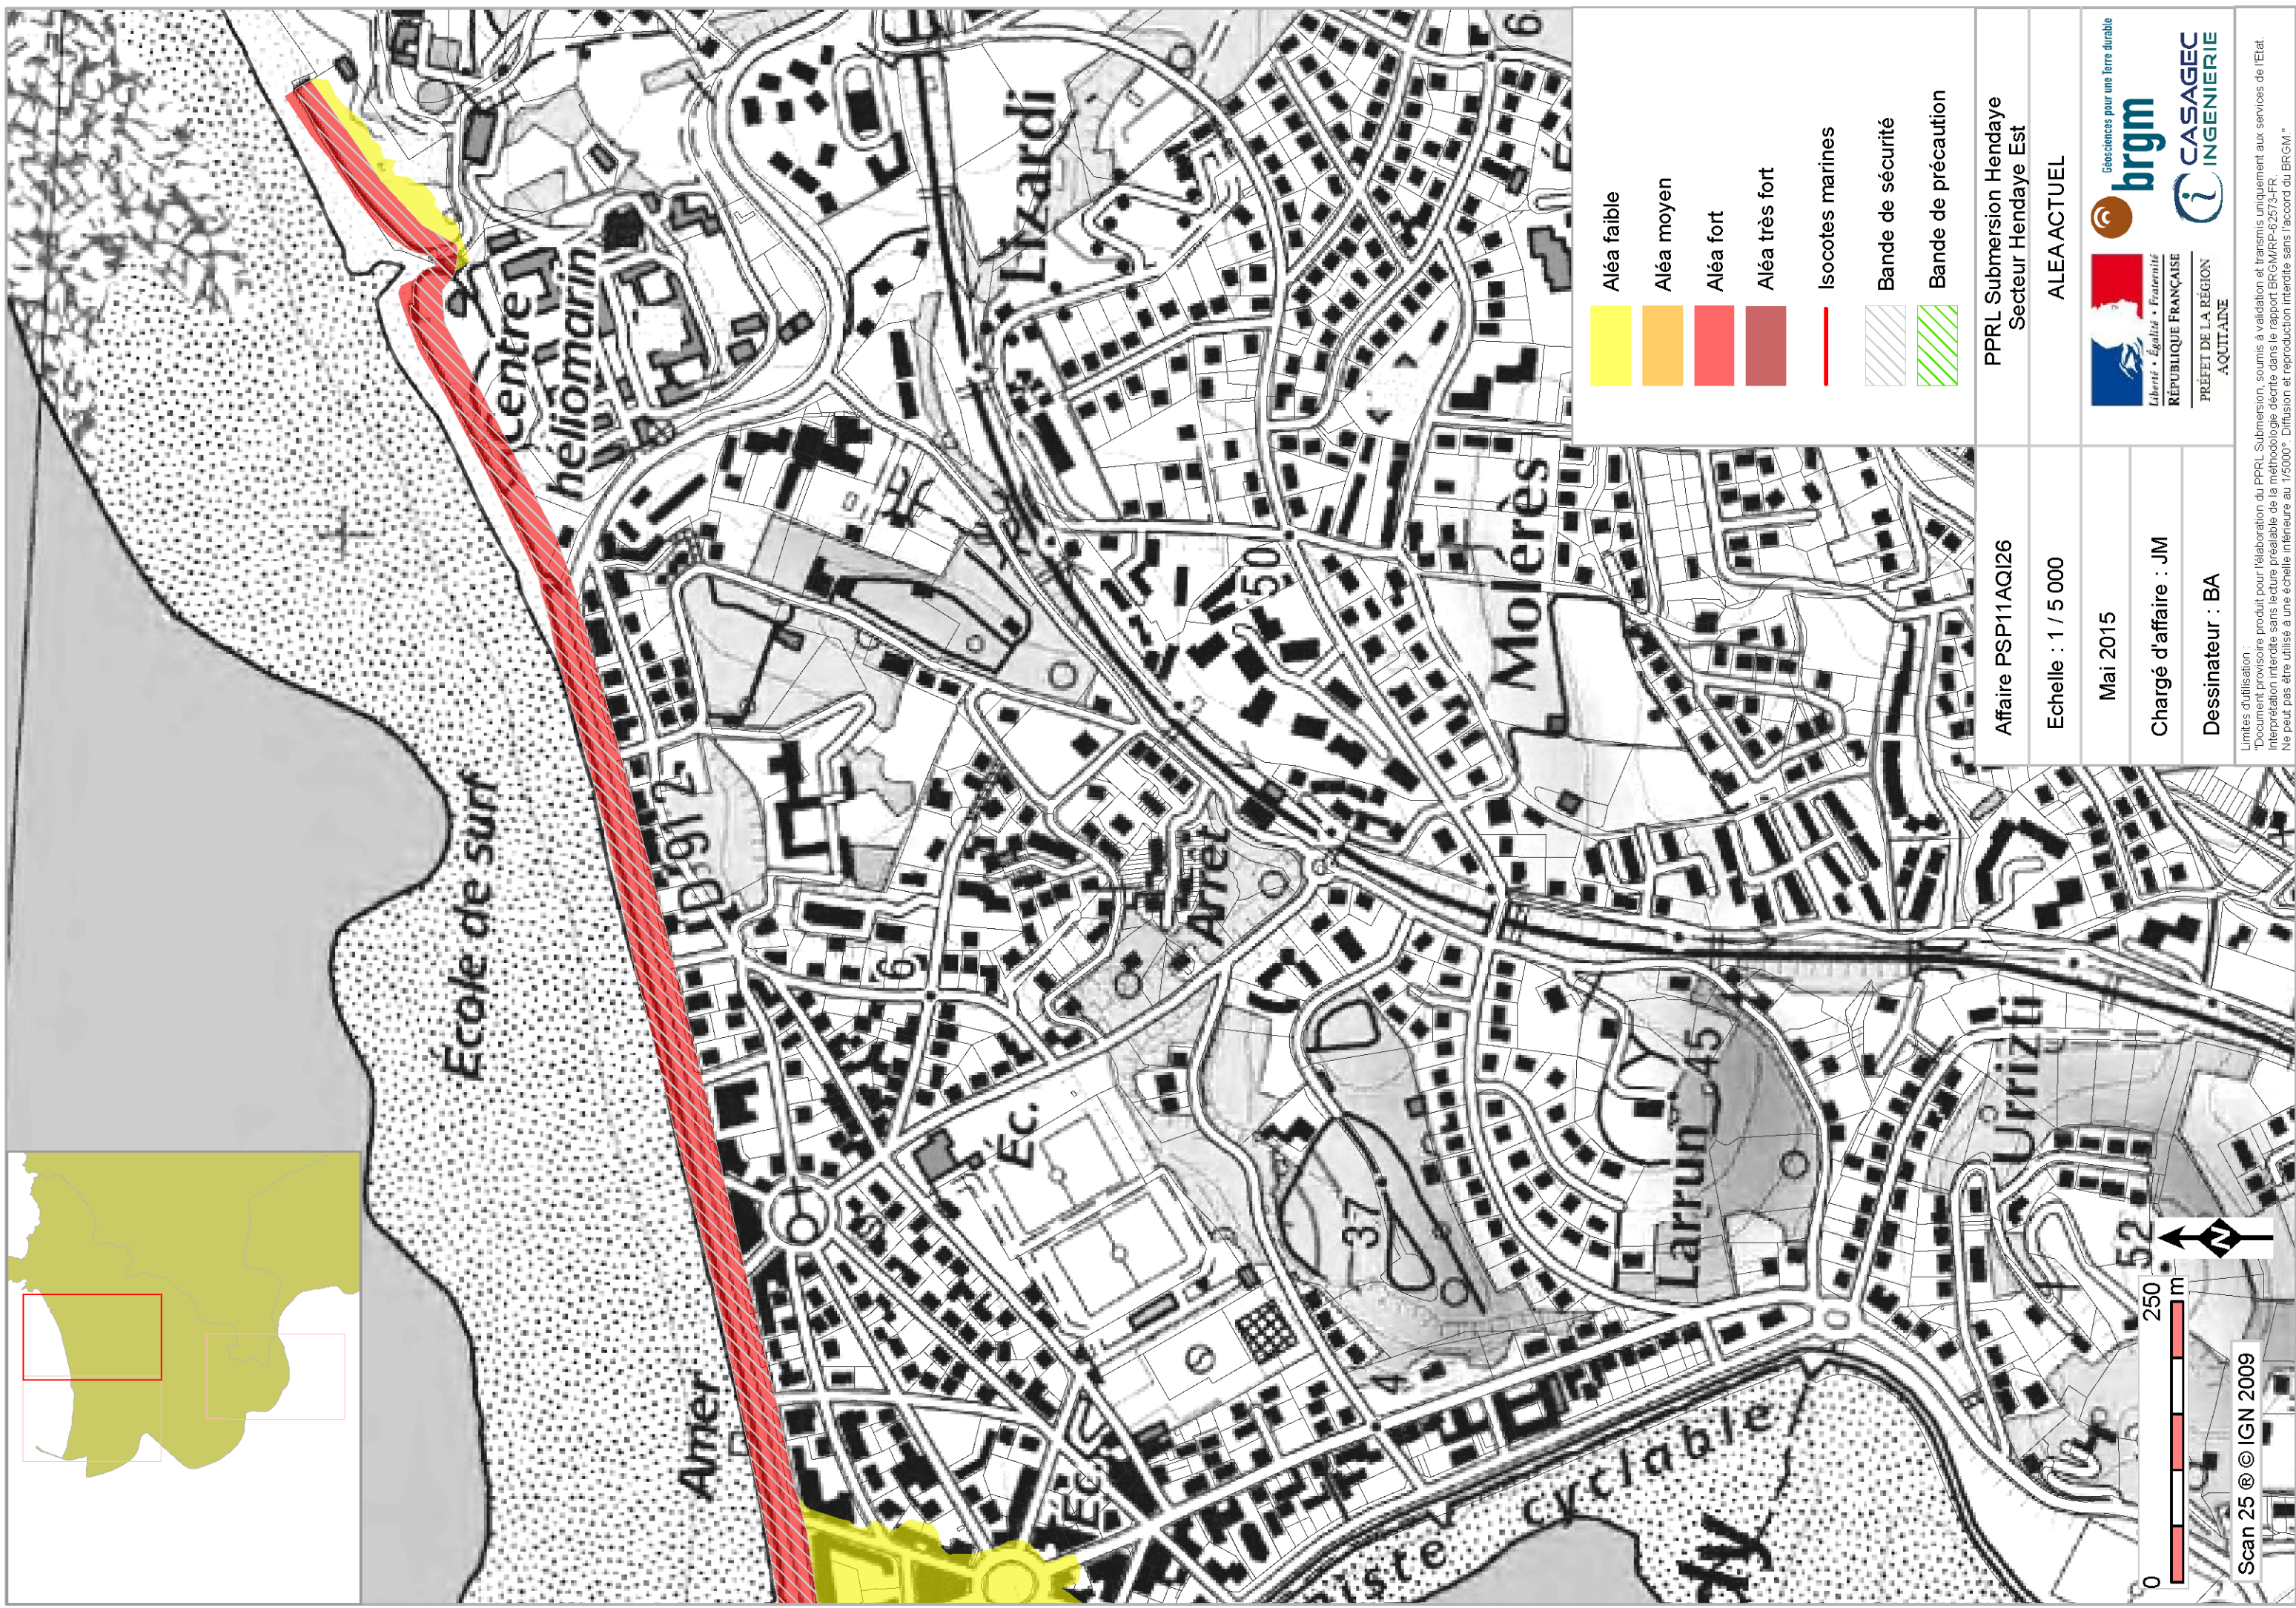 Ecole de surf
Centre
héliomarin
Lizardi
D 912
Arrêt
50
Molérès
6
9
6
Amer
Éc.
Éc.
37
Larrun
45
4
Urrizti
52
piste cyclable
Aléa faible
Aléa moyen
Aléa fort
Aléa très fort
Isocotes marines
Bande de sécurité
Bande de précaution
PPRL Submersion Hendaye
Secteur Hendaye Est
ALEA ACTUEL
Affaire PSP11AQI26
Echelle : 1 / 5 000
Mai 2015
Chargé d'affaire : JM
Dessinateur : BA
Liberté • Égalité • Fraternité
RÉPUBLIQUE FRANÇAISE
PRÉFET DE LA RÉGION
AQUITAINE
Géosciences pour une Terre durable
brgm
CASAGEC
INGENIERIE
Limites d'utilisation :
"Document provisoire produit pour l'élaboration du PPRL Submersion, soumis à validation et transmis uniquement aux services de l'Etat.
Interprétation interdite sans lecture préalable de la méthodologie décrite dans le rapport BRGM/RP-62573-FR.
Ne peut pas être utilisé à une échelle inférieure au 1/5000°. Diffusion et reproduction interdite sans l'accord du BRGM"
0 250
m
N
Scan 25 ® © IGN 2009